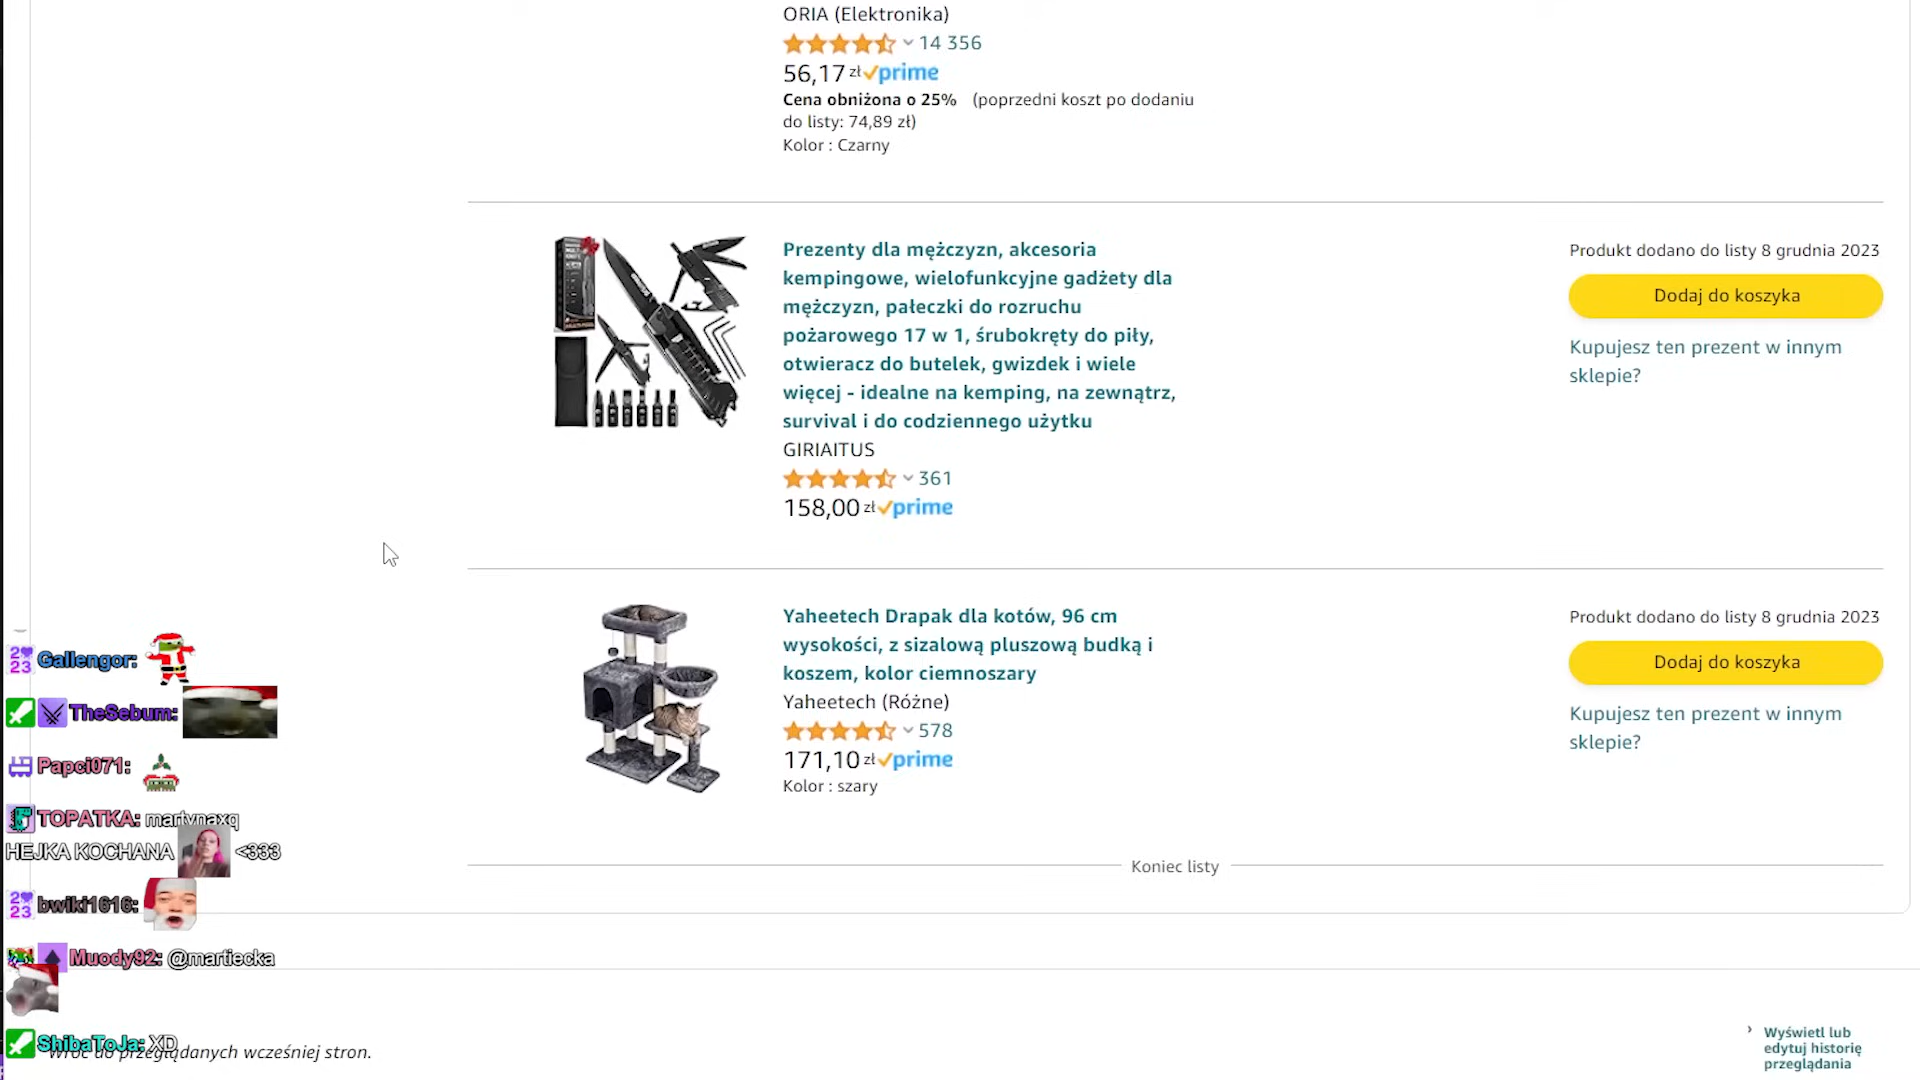 ORIA (Elektronika)
14 356
56,17 zł prime
Cena obniżona o 25% (poprzedni koszt po dodaniu
do listy: 74,89 zł)
Kolor : Czarny
Prezenty dla mężczyzn, akcesoria
kempingowe, wielofunkcyjne gadżety dla
mężczyzn, pałeczki do rozruchu
pożarowego 17 w 1, śrubokręty do piły,
otwieracz do butelek, gwizdek i wiele
więcej - idealne na kemping, na zewnątrz,
survival i do codziennego użytku
GIRIAITUS
361
158,00 zł prime
Produkt dodano do listy 8 grudnia 2023
Dodaj do koszyka
Kupujesz ten prezent w innym
sklepie?
Yaheetech Drapak dla kotów, 96 cm
wysokości, z sizalową pluszową budką i
koszem, kolor ciemnoszary
Yaheetech (Różne)
578
171,10 zł prime
Kolor : szary
Produkt dodano do listy 8 grudnia 2023
Dodaj do koszyka
Kupujesz ten prezent w innym
sklepie?
Koniec listy
Gallengor:
TheSebum:
Papci071:
TOPATKA: martynaxq
HEJKA KOCHANA <333
bwiki1616:
Muody92: @martiecka
ShibaToJa: XD
Wróć do przeglądanych wcześniej stron.
Wyświetl lub
edytuj historię
przeglądania